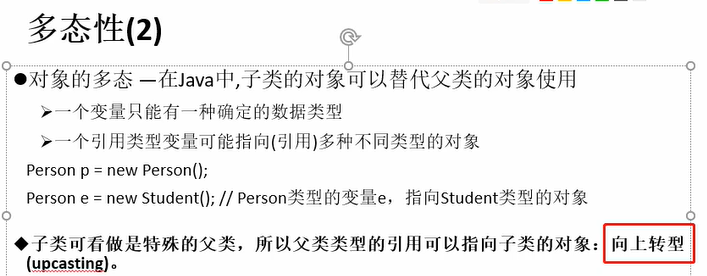 多态性(2)
●对象的多态 —在Java中,子类的对象可以替代父类的对象使用
➢一个变量只能有一种确定的数据类型
➢一个引用类型变量可能指向(引用)多种不同类型的对象
Person p = new Person();
Person e = new Student(); // Person类型的变量e，指向Student类型的对象
◆子类可看做是特殊的父类，所以父类类型的引用可以指向子类的对象：向上转型
(upcasting)。